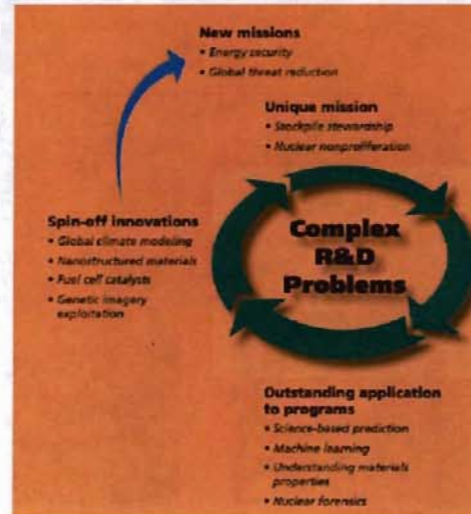 New missions
• Energy security
• Global threat reduction
Unique mission
• Stockpile stewardship
• Nuclear nonproliferation
Spin-off innovations
• Global climate modeling
• Nanostructured materials
• Fuel cell catalysts
• Genetic imagery
exploitation
Complex
R&D
Problems
Outstanding application
to programs
• Science-based prediction
• Machine learning
• Understanding materials
properties
• Nuclear forensics